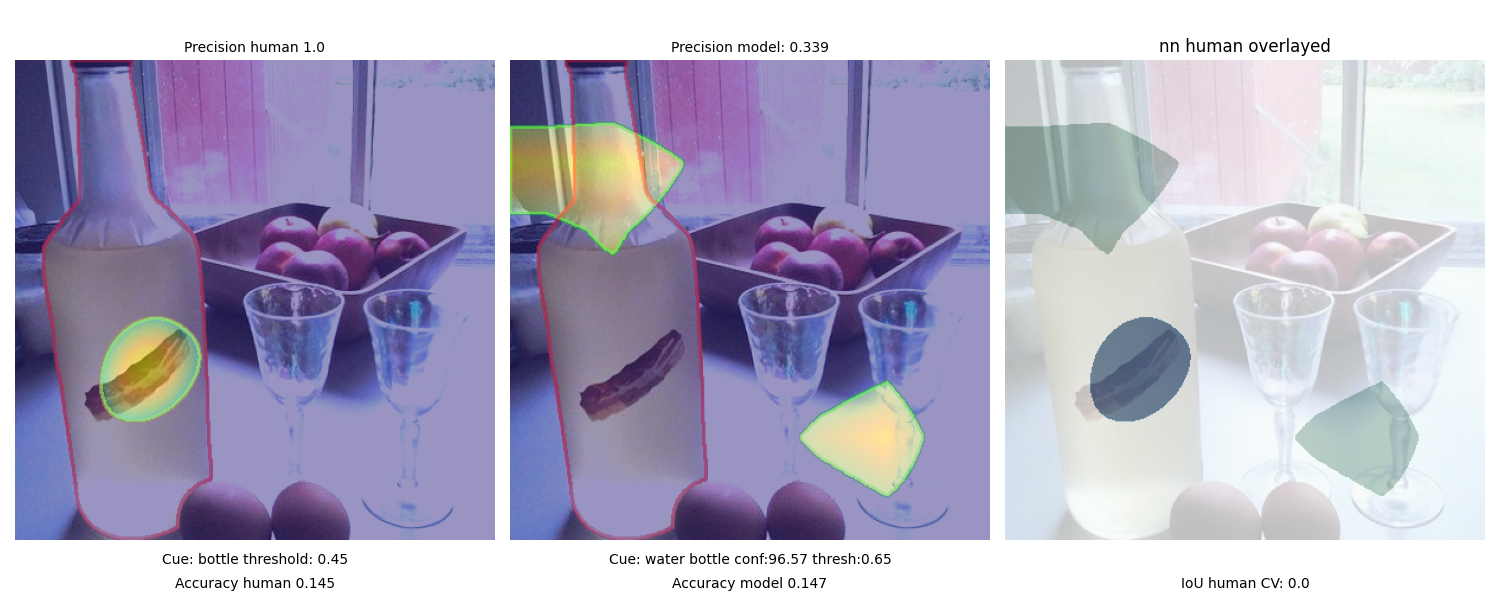 Precision human 1.0
Precision model: 0.339
nn human overlayed
Cue: bottle threshold: 0.45
Cue: water bottle conf:96.57 thresh:0.65
Accuracy human 0.145
Accuracy model 0.147
IoU human CV: 0.0